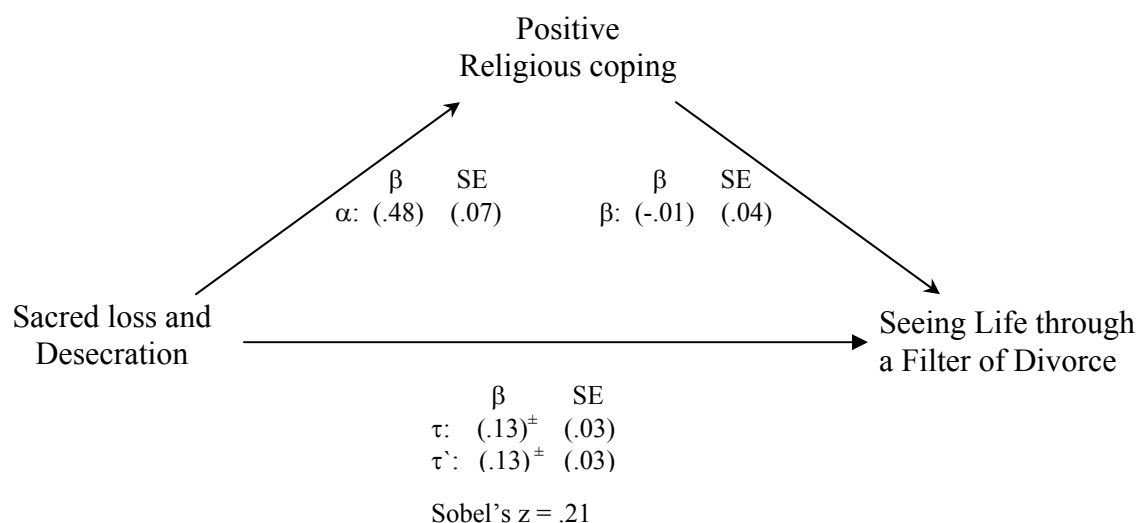 Positive
Religious coping
β SE
α: (.48) (.07)
β SE
β: (-.01) (.04)
Sacred loss and
Desecration
Seeing Life through
a Filter of Divorce
β SE
τ: (.13)± (.03)
τ`: (.13)± (.03)
Sobel’s z = .21